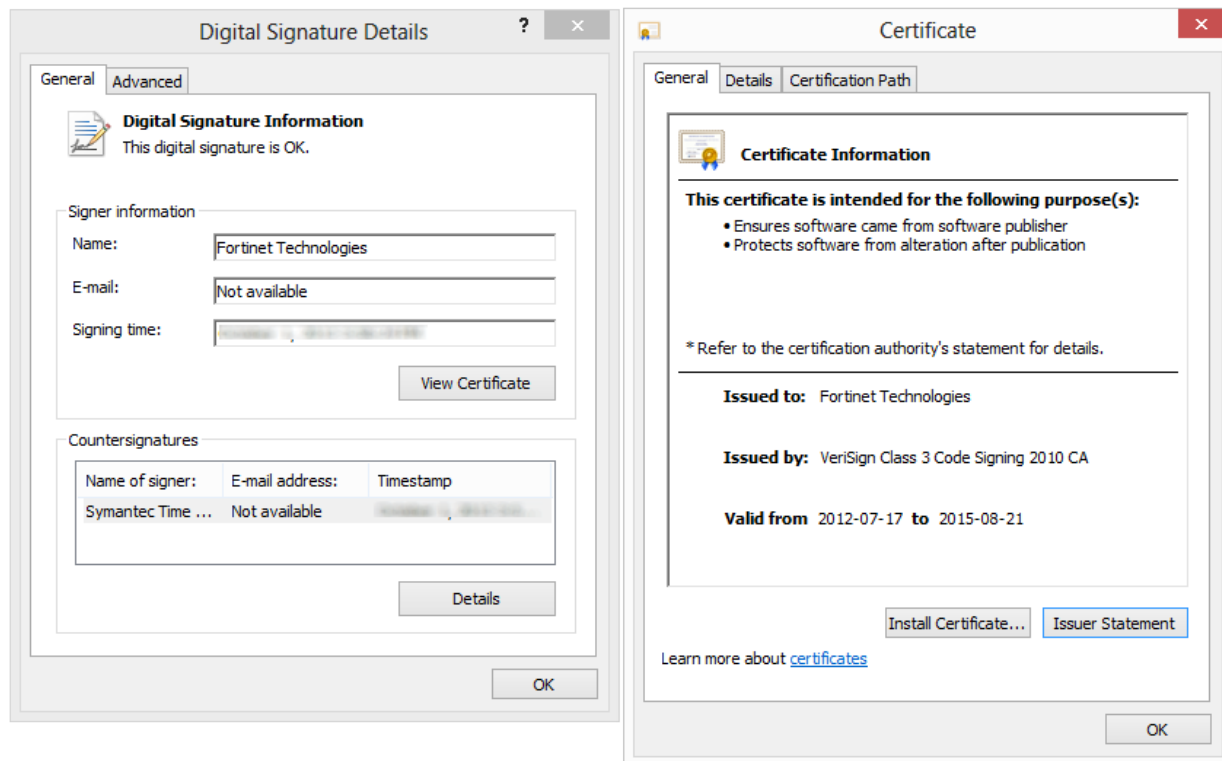 Digital Signature Details
?
General
Advanced
Digital Signature Information
This digital signature is OK.
Signer information
Name:
Fortinet Technologies
E-mail:
Not available
Signing time:
View Certificate
Countersignatures
Name of signer: E-mail address: Timestamp
Symantec Time ... Not available
Details
OK
Certificate
General
Details
Certification Path
Certificate Information
This certificate is intended for the following purpose(s):
• Ensures software came from software publisher
• Protects software from alteration after publication
* Refer to the certification authority's statement for details.
Issued to: Fortinet Technologies
Issued by: VeriSign Class 3 Code Signing 2010 CA
Valid from 2012-07-17 to 2015-08-21
Install Certificate...
Issuer Statement
Learn more about certificates
OK